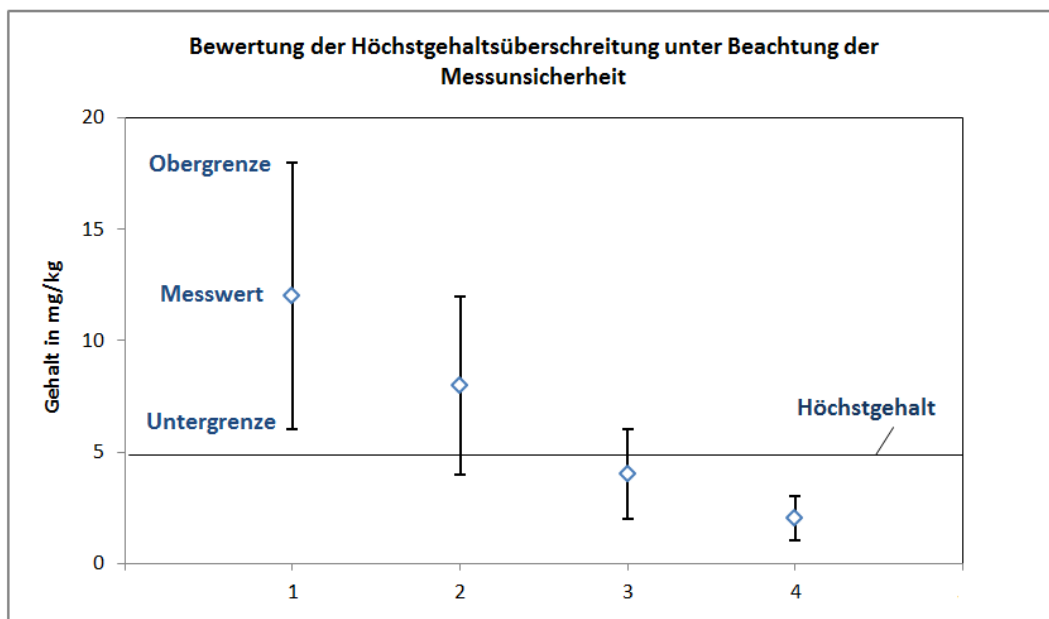 Bewertung der Höchstgehaltsüberschreitung unter Beachtung der
Messunsicherheit
Gehalt in mg/kg
20
15
10
5
0
Obergrenze
Messwert
Untergrenze
Höchstgehalt
1 2 3 4